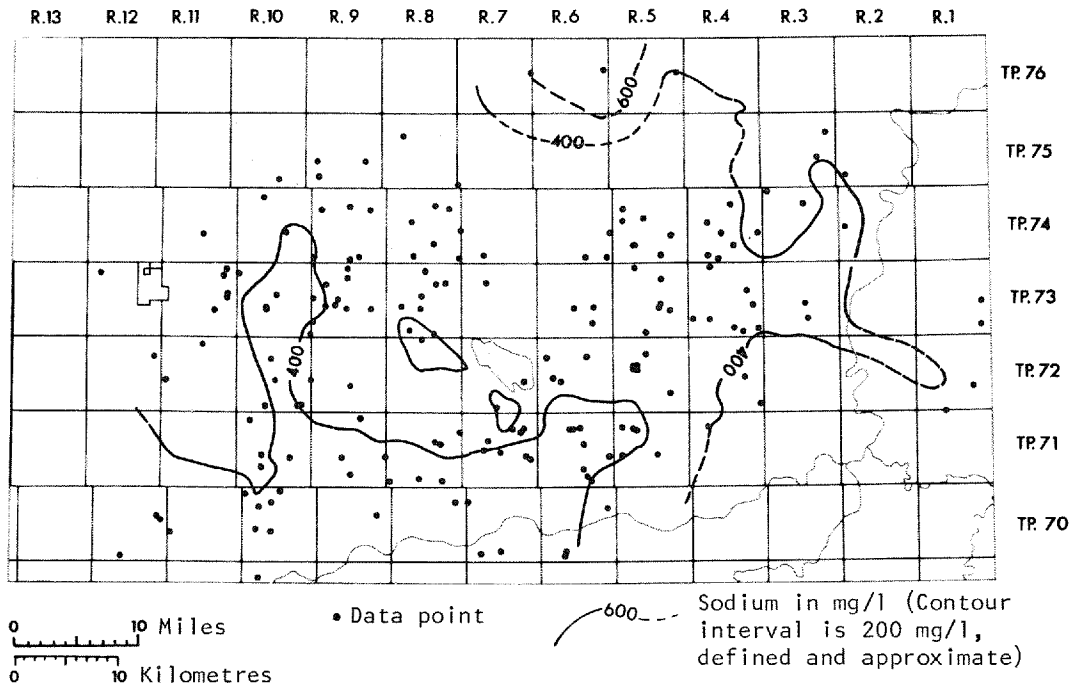 R.13 R.12 R.11 R.10 R.9 R.8 R.7 R.6 R.5 R.4 R.3 R.2 R.1
TP. 76
600
400
TP. 75
TP. 74
TP. 73
400
400
TP. 72
TP. 71
TP. 70
0 10 Miles
0 10 Kilometres
Data point
600
Sodium in mg/l (Contour
interval is 200 mg/l,
defined and approximate)